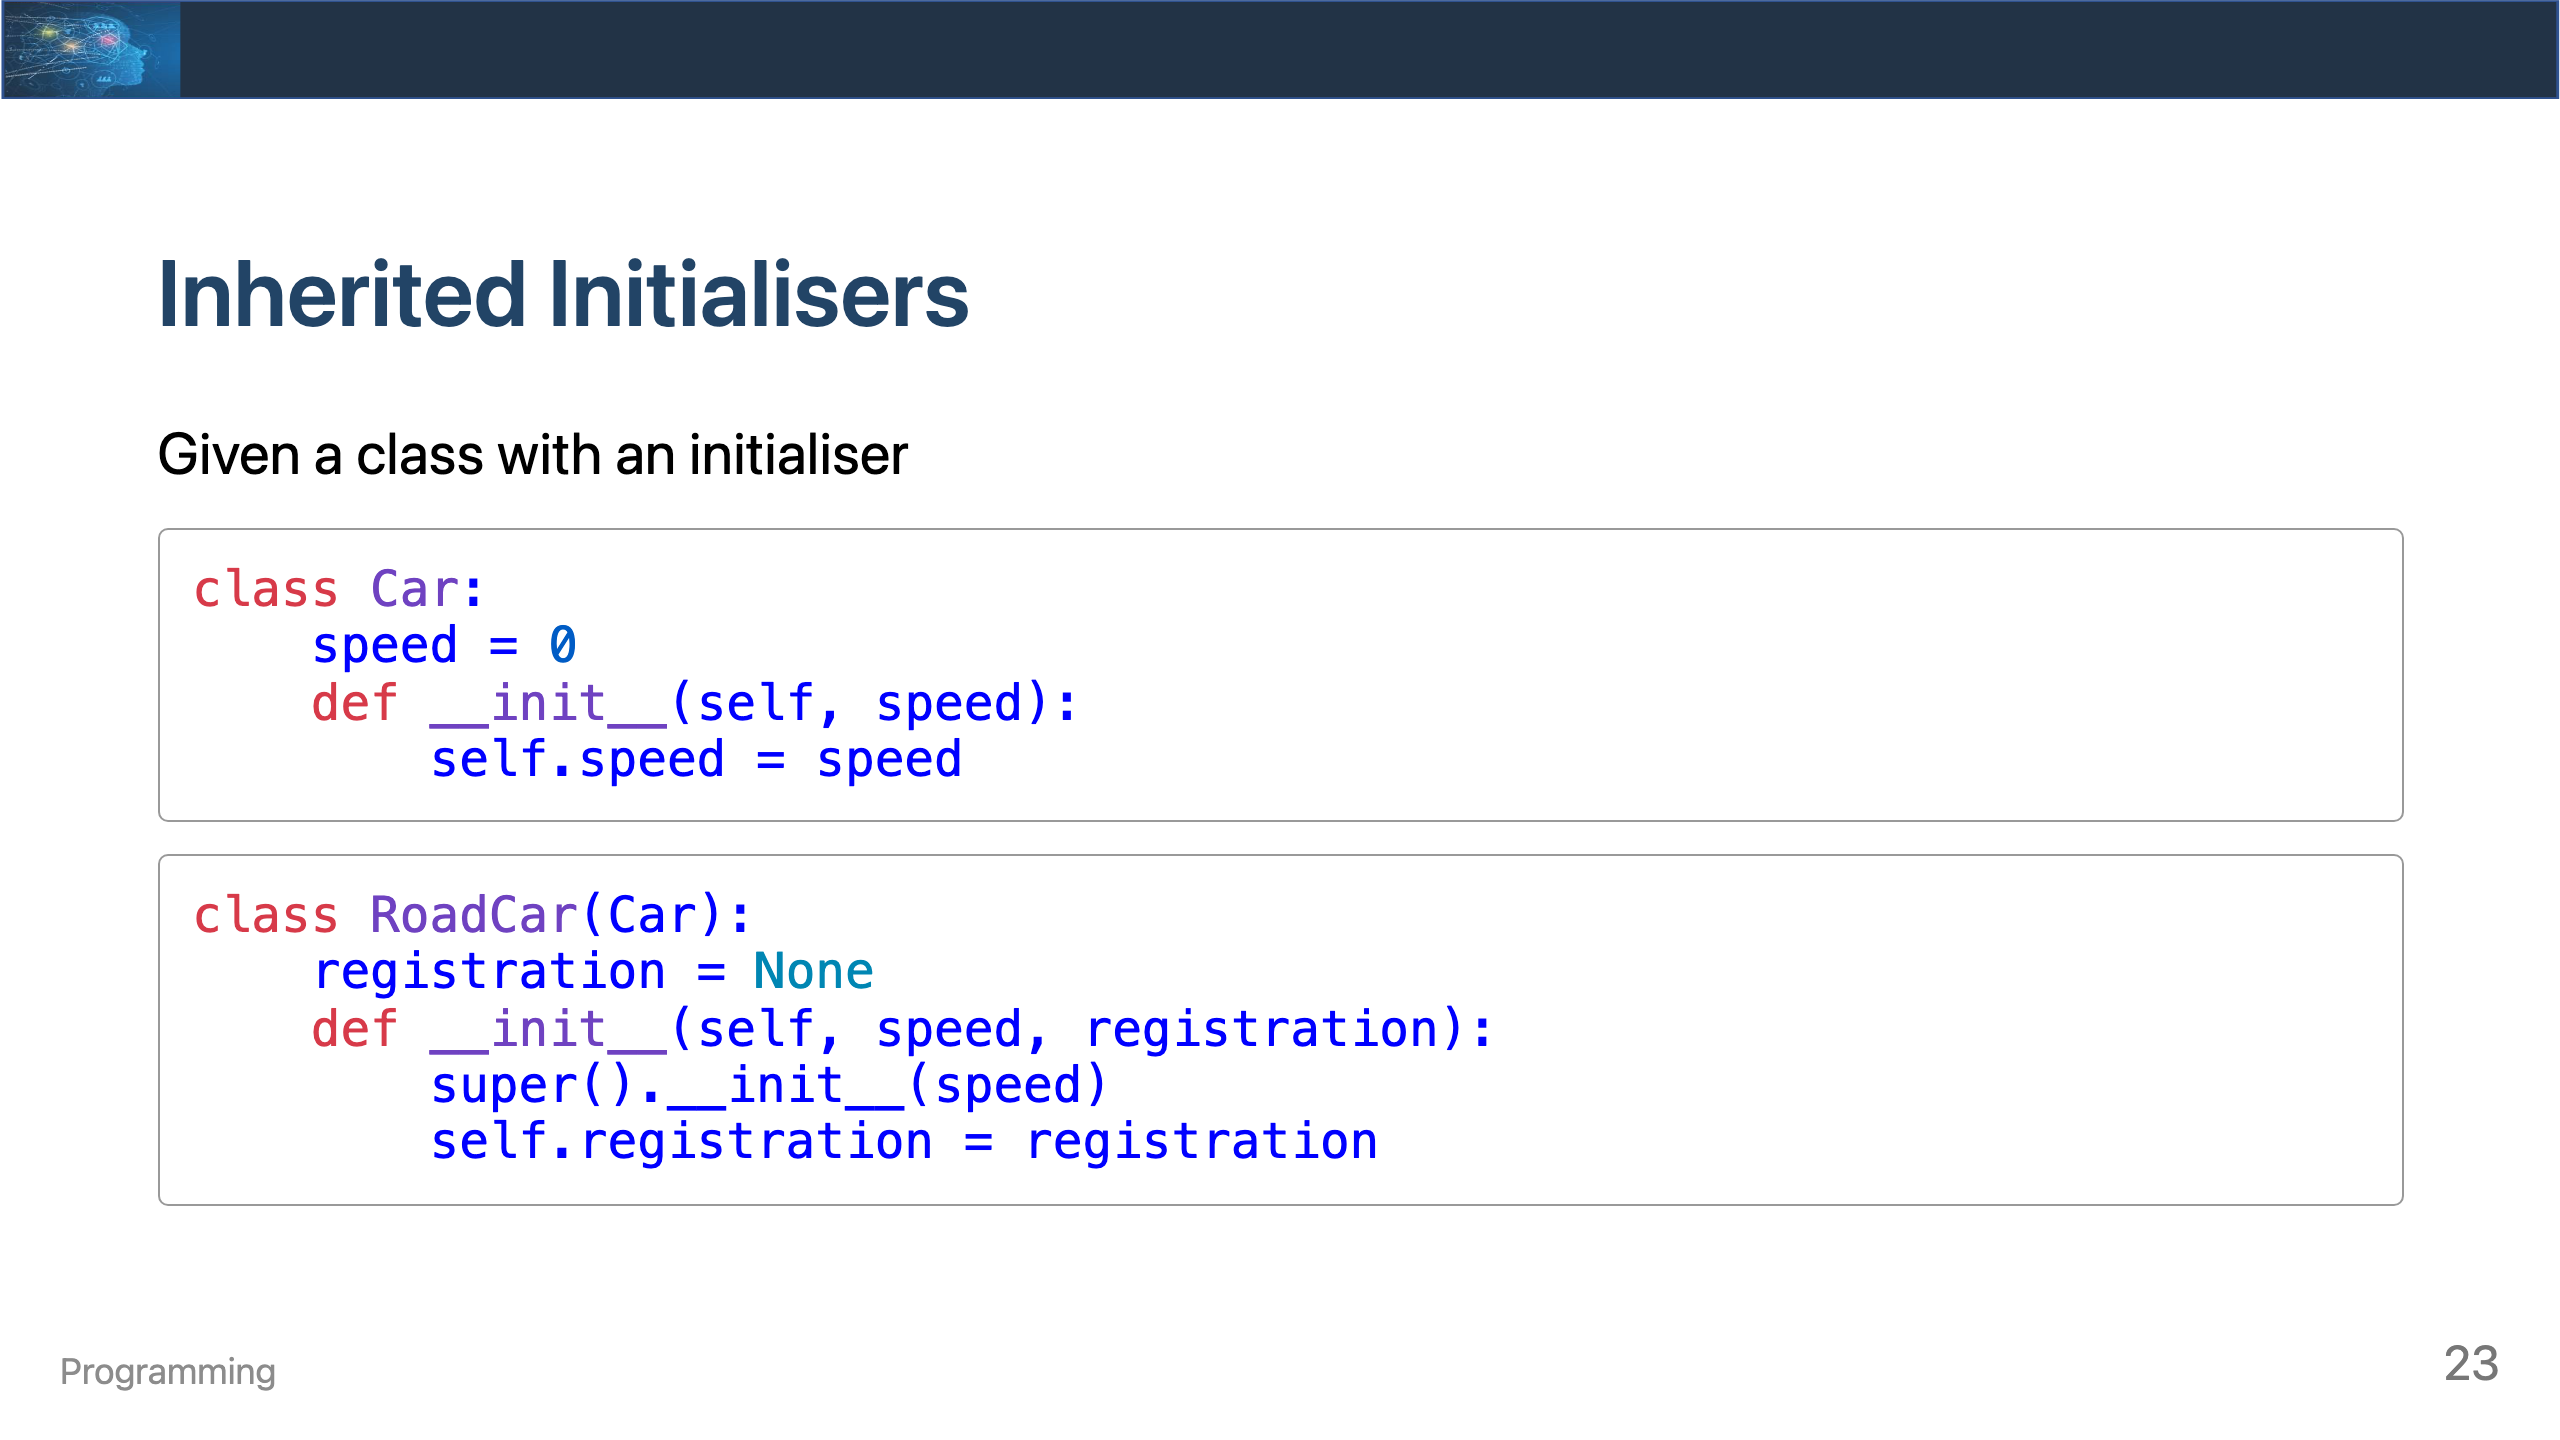 Inherited Initialisers
Given a class with an initialiser
class Car:
    speed = 0
    def __init__(self, speed):
        self.speed = speed
class RoadCar(Car):
    registration = None
    def __init__(self, speed, registration):
        super().__init__(speed)
        self.registration = registration
Programming
23